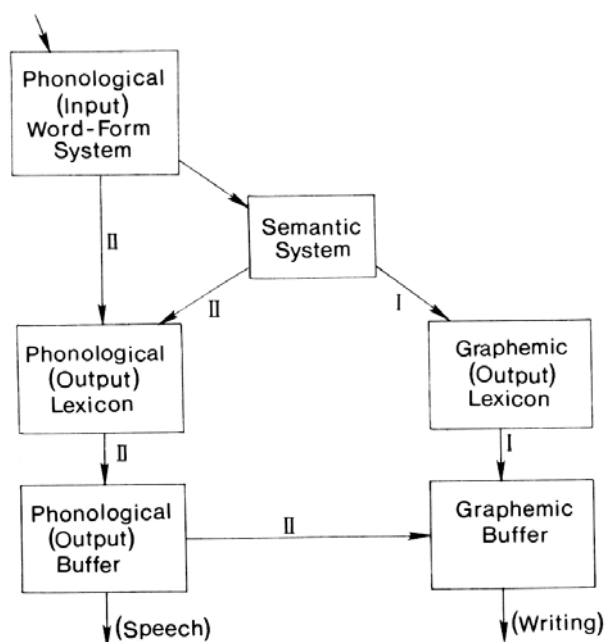 Phonological
(Input)
Word-Form
System
II
Semantic
System
II
I
Phonological
(Output)
Lexicon
Graphemic
(Output)
Lexicon
II
I
Phonological
(Output)
Buffer
II
Graphemic
Buffer
(Speech)
(Writing)